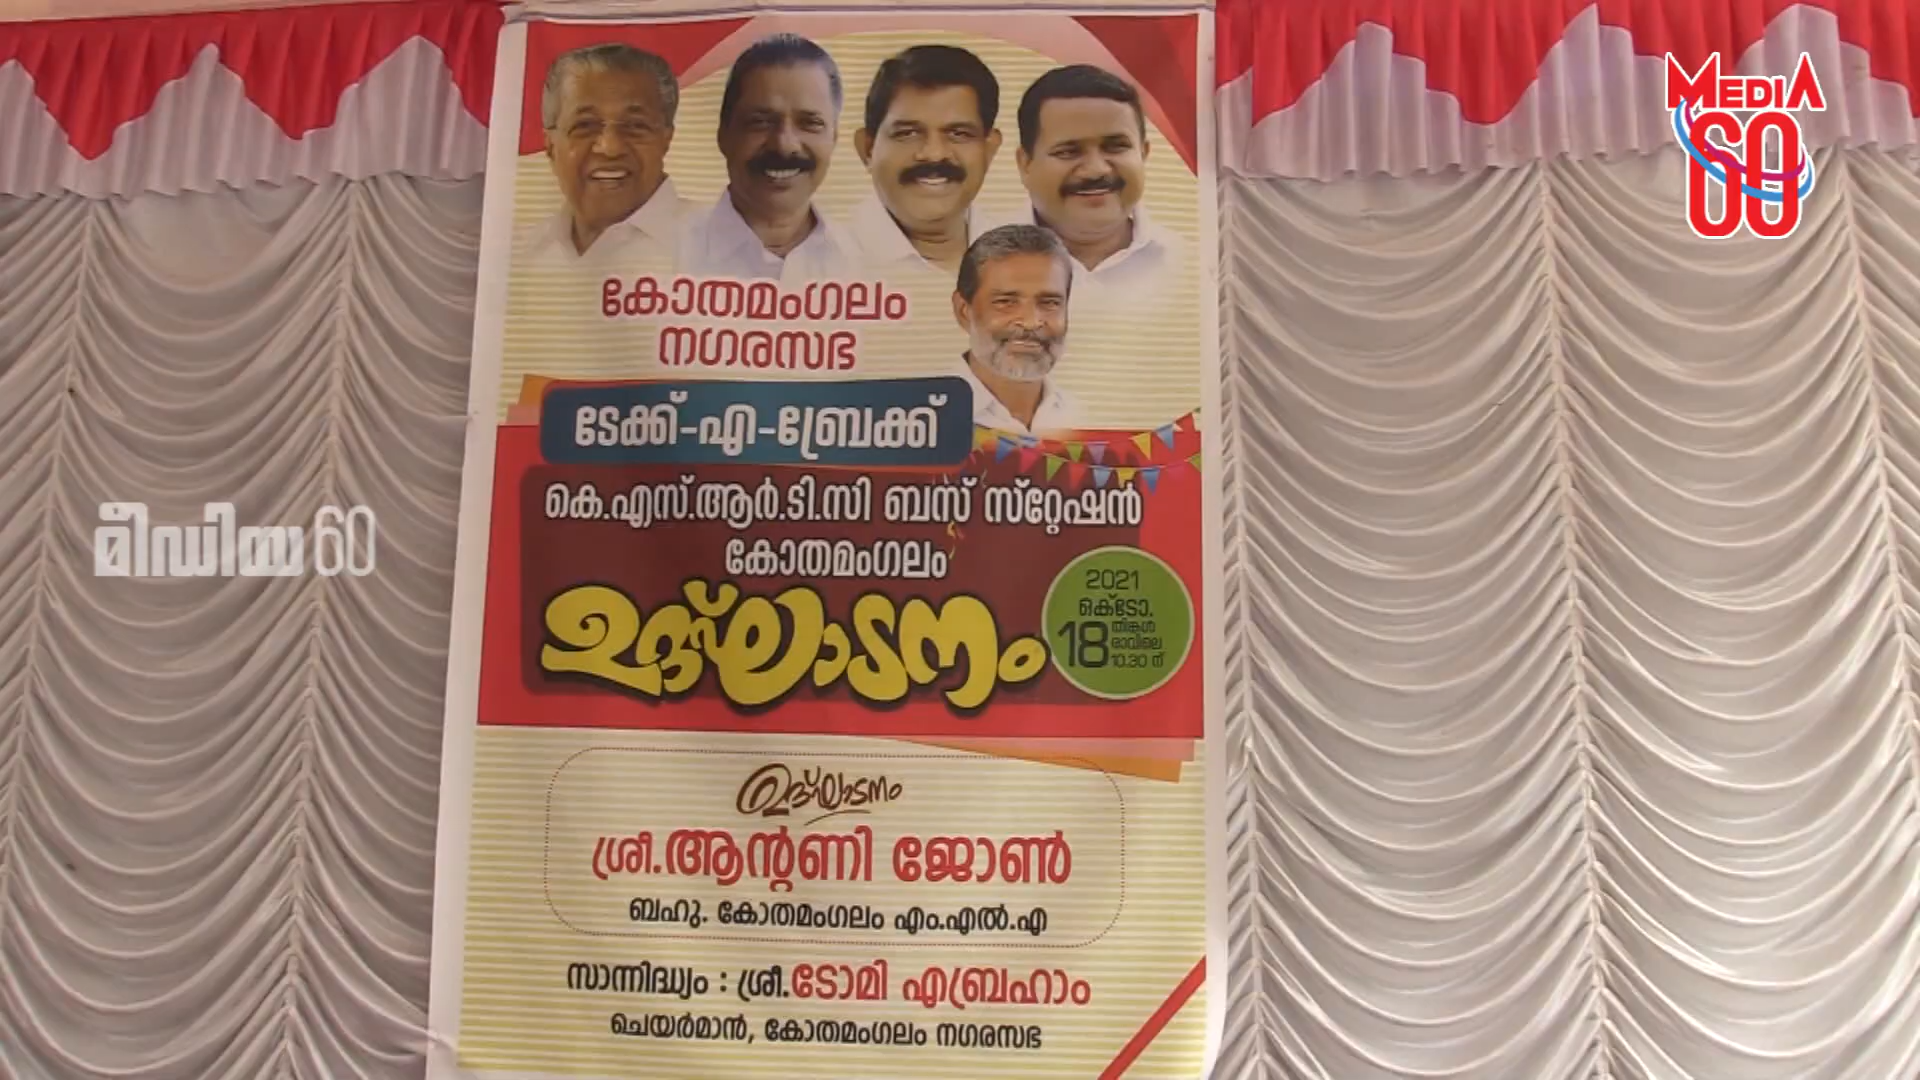 MEDIA
60
കോതമംഗലം
നഗരസഭ
ടേക്ക്-എ-ബ്രേക്ക്
കെ.എസ്.ആർ.ടി.സി ബസ് സ്റ്റേഷൻ
കോതമംഗലം
മീഡിയ 60
ഉദ്ഘാടനം
2021
ഒക്ടോ.
18
തിങ്കൾ
രാവിലെ
10.30 ന്
ഉദ്ഘാടനം
ശ്രീ.ആന്റണി ജോൺ
ബഹു. കോതമംഗലം എം.എൽ.എ
സാന്നിദ്ധ്യം : ശ്രീ.ടോമി എബ്രഹാം
ചെയർമാൻ, കോതമംഗലം നഗരസഭ